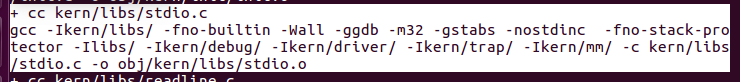 + cc kern/libs/stdio.c
gcc -Ikern/libs/ -fno-builtin -Wall -ggdb -m32 -gstabs -nostdinc  -fno-stack-pro
tector -Ilibs/ -Ikern/debug/ -Ikern/driver/ -Ikern/trap/ -Ikern/mm/ -c kern/libs
/stdio.c -o obj/kern/libs/stdio.o
+ cc kern/libs/readline.c